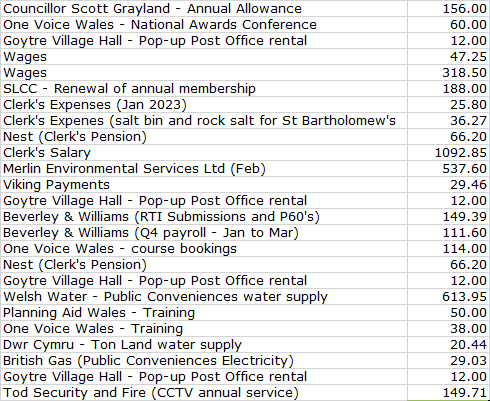 Councillor Scott Grayland - Annual Allowance 156.00
One Voice Wales - National Awards Conference 60.00
Goytre Village Hall - Pop-up Post Office rental 12.00
Wages 47.25
Wages 318.50
SLCC - Renewal of annual membership 188.00
Clerk's Expenses (Jan 2023) 25.80
Clerk's Expenes (salt bin and rock salt for St Bartholomew's 36.27
Nest (Clerk's Pension) 66.20
Clerk's Salary 1092.85
Merlin Environmental Services Ltd (Feb) 537.60
Viking Payments 29.46
Goytre Village Hall - Pop-up Post Office rental 12.00
Beverley & Williams (RTI Submissions and P60's) 149.39
Beverley & Williams (Q4 payroll - Jan to Mar) 111.60
One Voice Wales - course bookings 114.00
Nest (Clerk's Pension) 66.20
Goytre Village Hall - Pop-up Post Office rental 12.00
Welsh Water - Public Conveniences water supply 613.95
Planning Aid Wales - Training 50.00
One Voice Wales - Training 38.00
Dwr Cymru - Ton Land water supply 20.44
British Gas (Public Conveniences Electricity) 29.03
Goytre Village Hall - Pop-up Post Office rental 12.00
Tod Security and Fire (CCTV annual service) 149.71